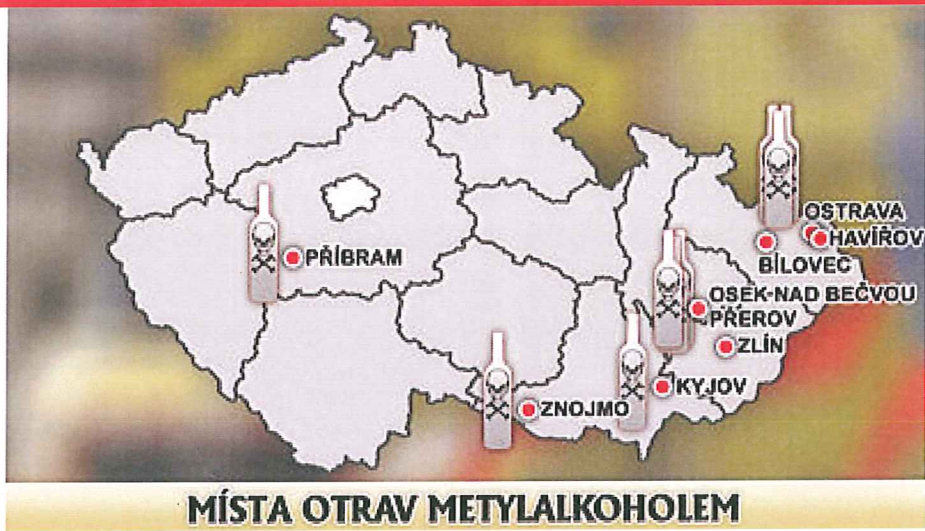 OSTRAVA
HAVÍŘOV
BÍLOVEC
PŘÍBRAM
OSEK NAD BEČVOU
PŘEROV
ZLÍN
KYJOV
ZNOJMO
MÍSTA OTRAV METYLALKOHOLEM